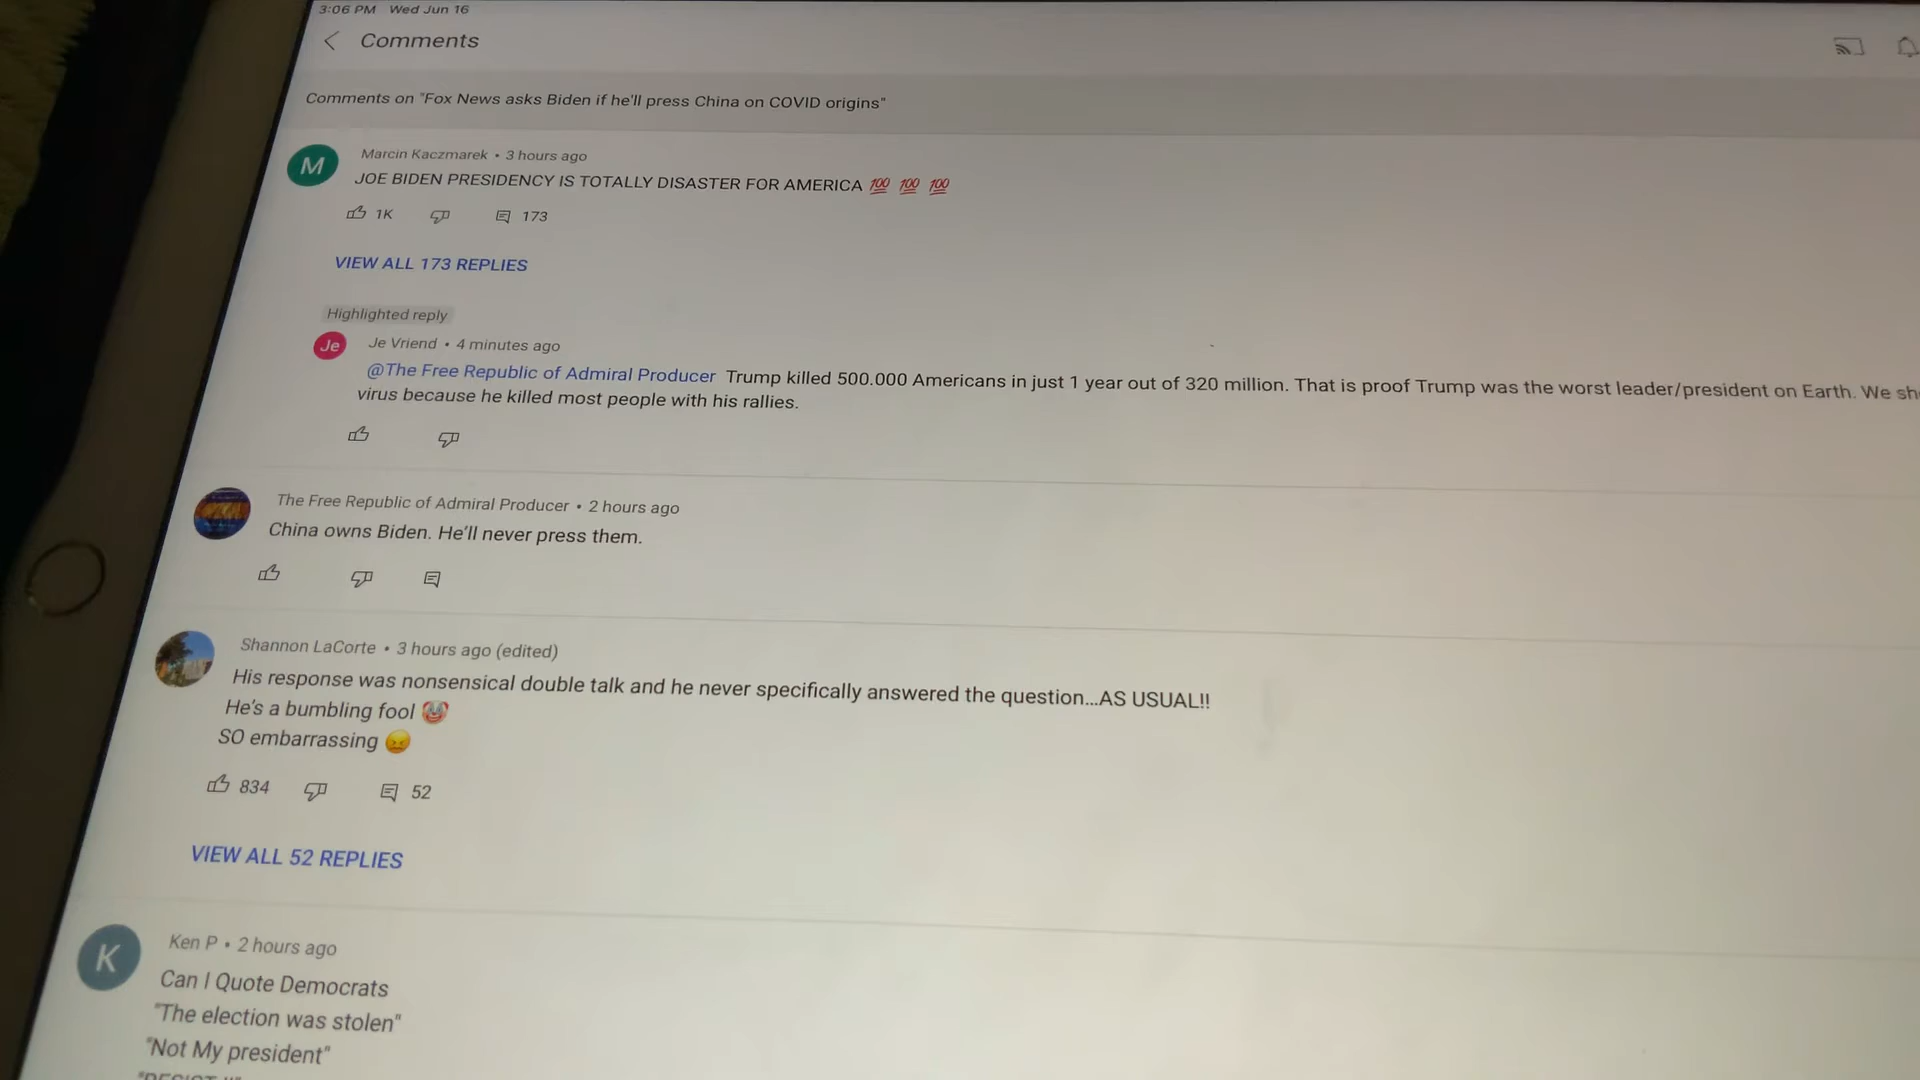 3:06 PM Wed Jun 16
Comments
Comments on "Fox News asks Biden if he'll press China on COVID origins"
M
Marcin Kaczmarek • 3 hours ago
JOE BIDEN PRESIDENCY IS TOTALLY DISASTER FOR AMERICA 💯 💯 💯
1K 173
VIEW ALL 173 REPLIES
Highlighted reply
Je
Je Vriend • 4 minutes ago
@The Free Republic of Admiral Producer Trump killed 500.000 Americans in just 1 year out of 320 million. That is proof Trump was the worst leader/president on Earth. We
virus because he killed most people with his rallies.
The Free Republic of Admiral Producer • 2 hours ago
China owns Biden. He'll never press them.
Shannon LaCorte • 3 hours ago (edited)
His response was nonsensical double talk and he never specifically answered the question...AS USUAL!!
He's a bumbling fool 🤡
SO embarrassing 😖
834 52
VIEW ALL 52 REPLIES
K
Ken P • 2 hours ago
Can I Quote Democrats
"The election was stolen"
"Not My president"